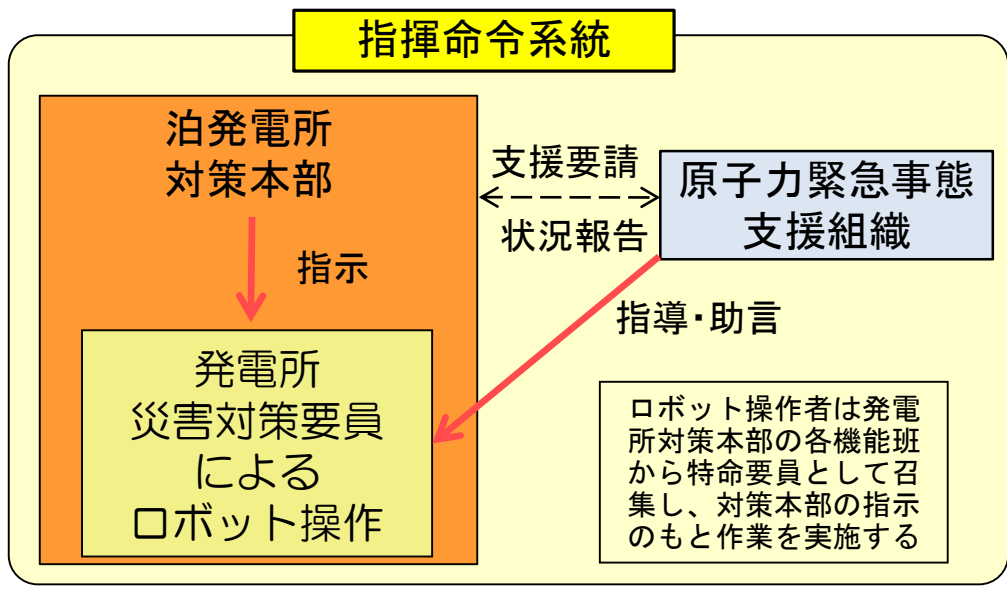 指揮命令系統
泊発電所
対策本部
支援要請
状況報告
原子力緊急事態
支援組織
指示
指導・助言
発電所
災害対策要員
による
ロボット操作
ロボット操作者は発電
所対策本部の各機能班
から特命要員として召
集し、対策本部の指示
のもと作業を実施する